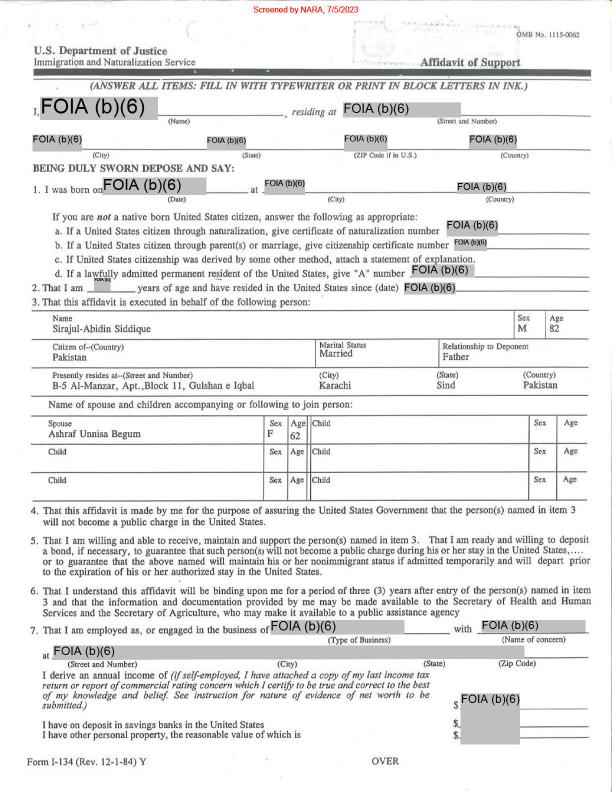 Screened by NARA, 7/5/2023
OMB No. 1115-0062
U.S. Department of Justice
Immigration and Naturalization Service
Affidavit of Support
(ANSWER ALL ITEMS: FILL IN WITH TYPEWRITER OR PRINT IN BLOCK LETTERS IN INK.)
I, FOIA (b)(6), residing at FOIA (b)(6)
(Name) (Street and Number)
FOIA (b)(6) FOIA (b)(6) FOIA (b)(6) FOIA (b)(6)
(City) (State) (ZIP Code if in U.S.) (Country)
BEING DULY SWORN DEPOSE AND SAY:
1. I was born on FOIA (b)(6) at FOIA (b)(6) FOIA (b)(6)
(Date) (City) (Country)
If you are not a native born United States citizen, answer the following as appropriate:
a. If a United States citizen through naturalization, give certificate of naturalization number FOIA (b)(6)
b. If a United States citizen through parent(s) or marriage, give citizenship certificate number FOIA (b)(6)
c. If United States citizenship was derived by some other method, attach a statement of explanation.
d. If a lawfully admitted permanent resident of the United States, give "A" number FOIA (b)(6)
2. That I am FOIA (b)(6) years of age and have resided in the United States since (date) FOIA (b)(6)
3. That this affidavit is executed in behalf of the following person:
Name Sex Age
Sirajul-Abidin Siddique M 82
Citizen of--(Country) Marital Status Relationship to Deponent
Pakistan Married Father
Presently resides at--(Street and Number) (City) (State) (Country)
B-5 Al-Manzar, Apt.,Block 11, Gulshan e Iqbal Karachi Sind Pakistan
Name of spouse and children accompanying or following to join person:
Spouse Sex Age Child Sex Age
Ashraf Unnisa Begum F 62
Child Sex Age Child Sex Age
Child Sex Age Child Sex Age
4. That this affidavit is made by me for the purpose of assuring the United States Government that the person(s) named in item 3
will not become a public charge in the United States.
5. That I am willing and able to receive, maintain and support the person(s) named in item 3. That I am ready and willing to deposit
a bond, if necessary, to guarantee that such person(s) will not become a public charge during his or her stay in the United States,....
or to guarantee that the above named will maintain his or her nonimmigrant status if admitted temporarily and will depart prior
to the expiration of his or her authorized stay in the United States.
6. That I understand this affidavit will be binding upon me for a period of three (3) years after entry of the person(s) named in item
3 and that the information and documentation provided by me may be made available to the Secretary of Health and Human
Services and the Secretary of Agriculture, who may make it available to a public assistance agency
7. That I am employed as, or engaged in the business of FOIA (b)(6) with FOIA (b)(6)
(Type of Business) (Name of concern)
at FOIA (b)(6)
(Street and Number) (City) (State) (Zip Code)
I derive an annual income of (if self-employed, I have attached a copy of my last income tax
return or report of commercial rating concern which I certify to be true and correct to the best
of my knowledge and belief. See instruction for nature of evidence of net worth to be
submitted.) $ FOIA (b)(6)
I have on deposit in savings banks in the United States $
I have other personal property, the reasonable value of which is $
Form I-134 (Rev. 12-1-84) Y OVER